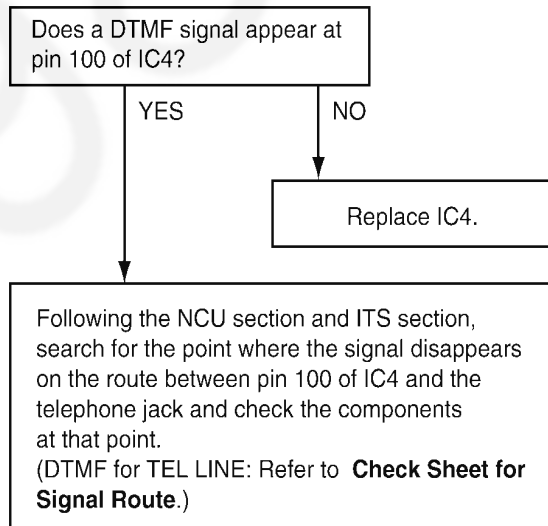 Does a DTMF signal appear at
pin 100 of IC4?
YES
NO
Replace IC4.
Following the NCU section and ITS section,
search for the point where the signal disappears
on the route between pin 100 of IC4 and the
telephone jack and check the components
at that point.
(DTMF for TEL LINE: Refer to Check Sheet for
Signal Route.)